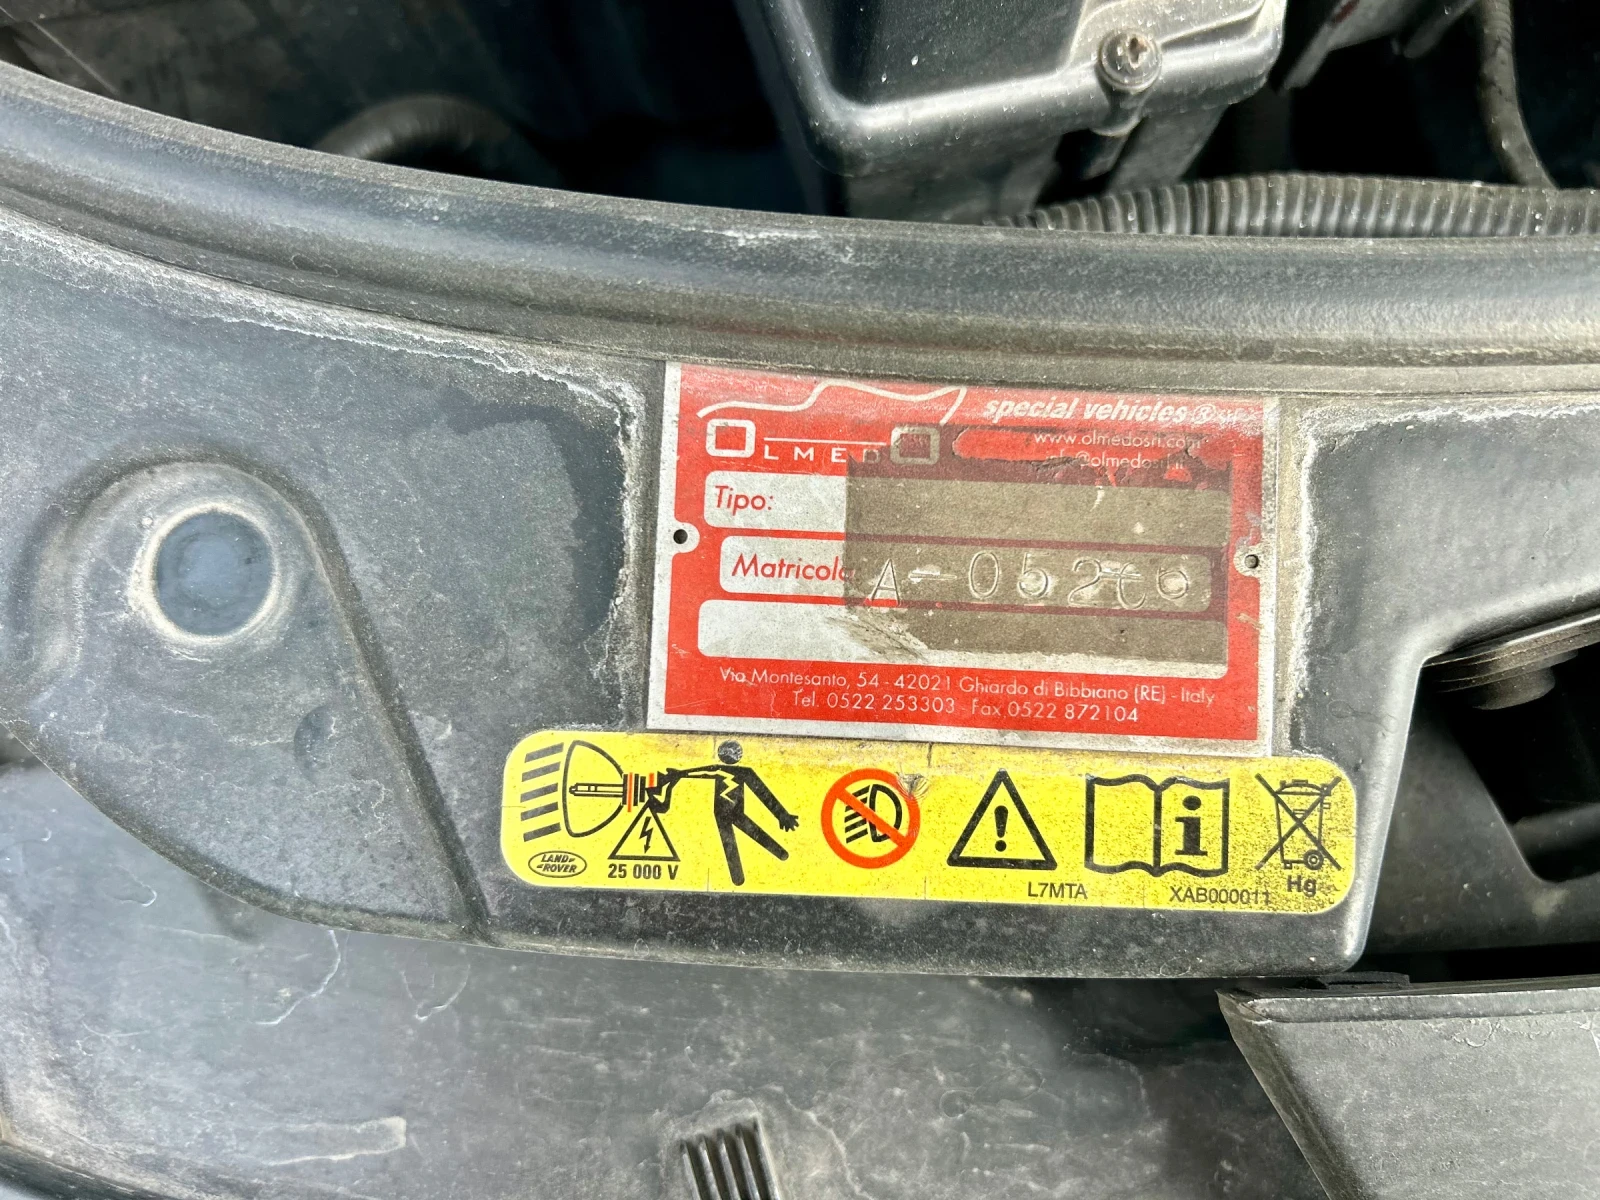 special vehicles®
OLMEDO
www.olmedosrl.com
Tipo:
Matricola
Via Montesanto, 54 - 42021 Ghiardo di Bibbiano (RE) - Italy
Tel. 0522 253303 - Fax 0522 872104
LAND-
-ROVER
25 000 V
L7MTA
XAB000011
Hg